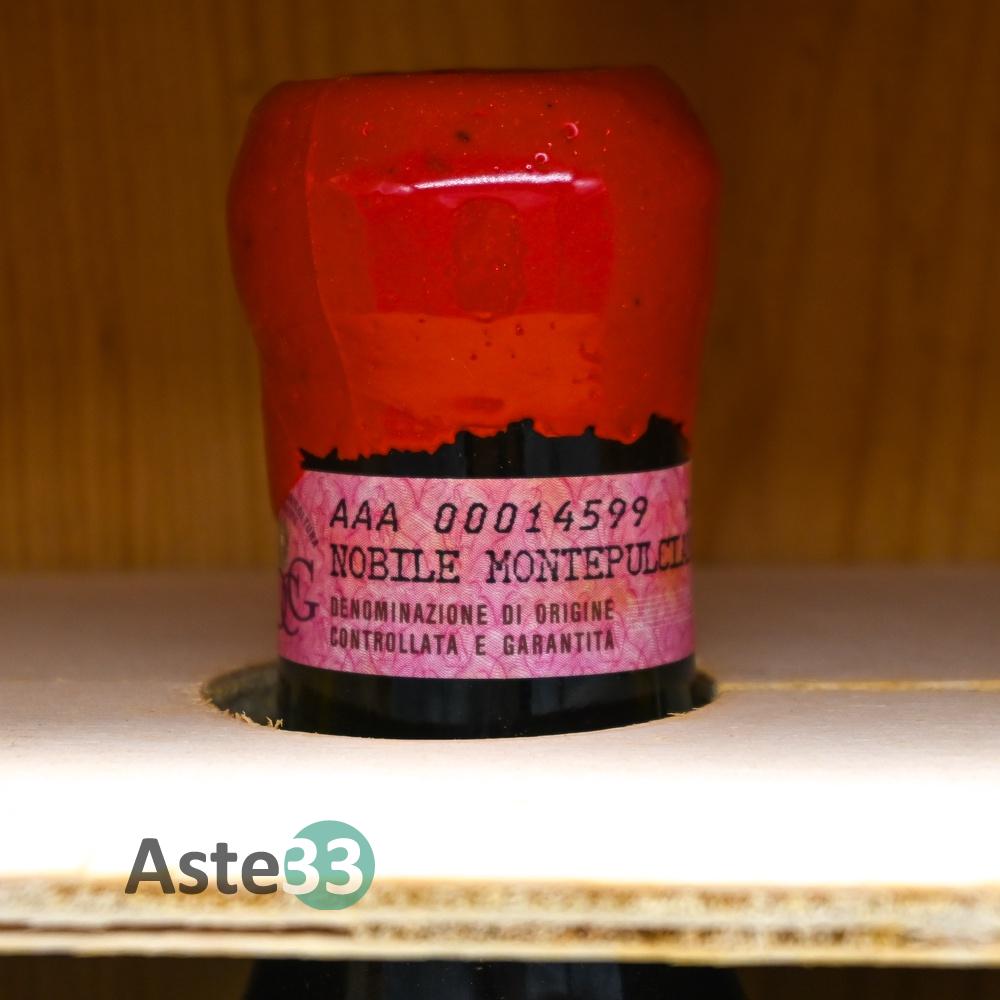 AAA 00014599
NOBILE MONTEPULCIA
DENOMINAZIONE DI ORIGINE
CONTROLLATA E GARANTITA
Aste33